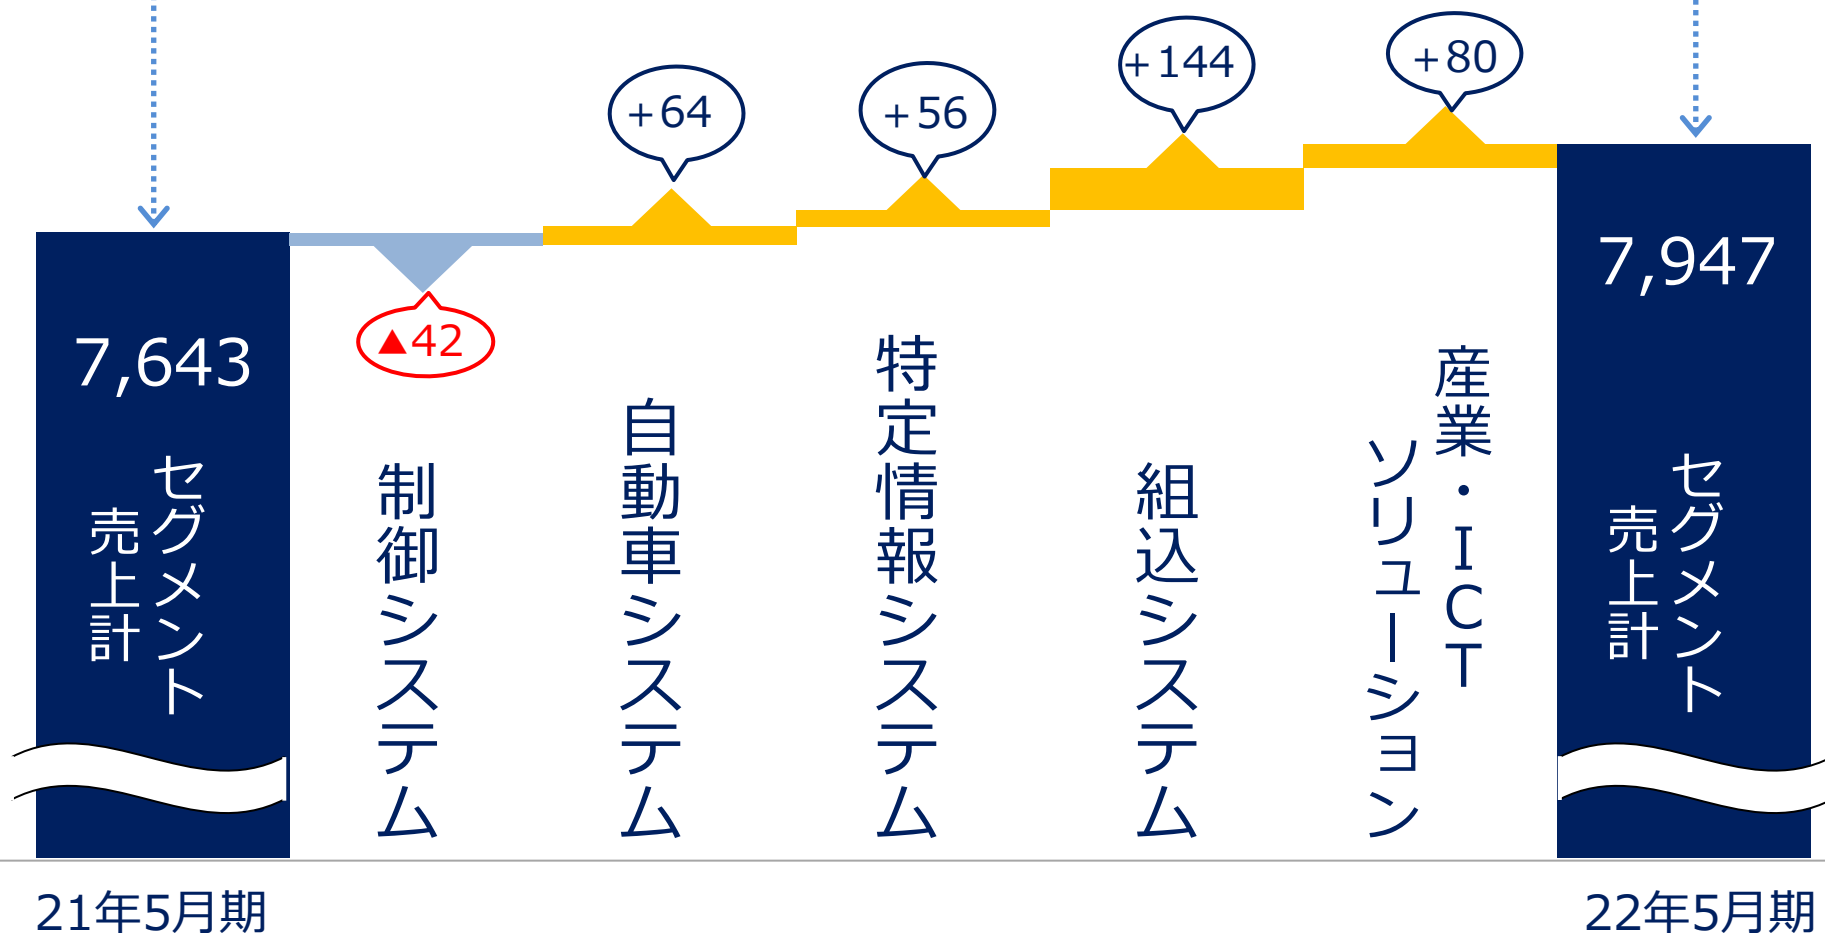 +64
+56
+144
+80
7,643
▲42
7,947
セグメント
売上計
制御システム
自動車システム
特定情報システム
組込システム
産業・ICT
ソリューション
セグメント
売上計
21年5月期
22年5月期